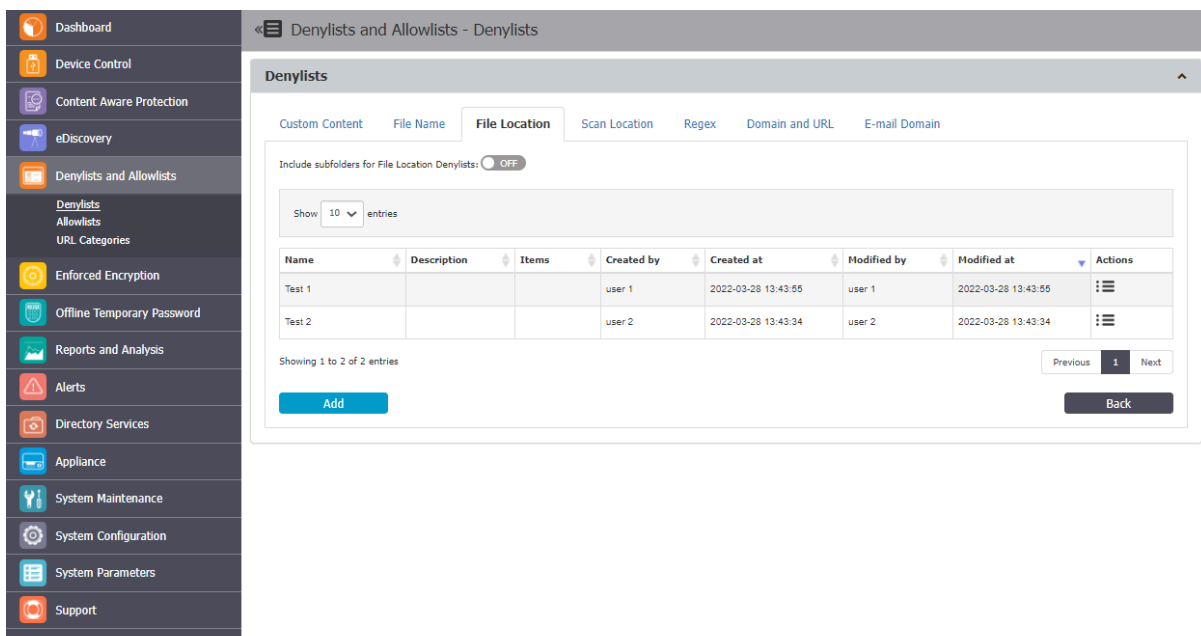 Dashboard
Device Control
Content Aware Protection
eDiscovery
Denylists and Allowlists
Denylists
Allowlists
URL Categories
Enforced Encryption
Offline Temporary Password
Reports and Analysis
Alerts
Directory Services
Appliance
System Maintenance
System Configuration
System Parameters
Support
Denylists and Allowlists - Denylists
Denylists
Custom Content File Name File Location Scan Location Regex Domain and URL E-mail Domain
Include subfolders for File Location Denylists: OFF
Show 10 entries
Name Description Items Created by Created at Modified by Modified at Actions
Test 1 user 1 2022-03-28 13:43:55 user 1 2022-03-28 13:43:55
Test 2 user 2 2022-03-28 13:43:34 user 2 2022-03-28 13:43:34
Showing 1 to 2 of 2 entries
Previous 1 Next
Add Back